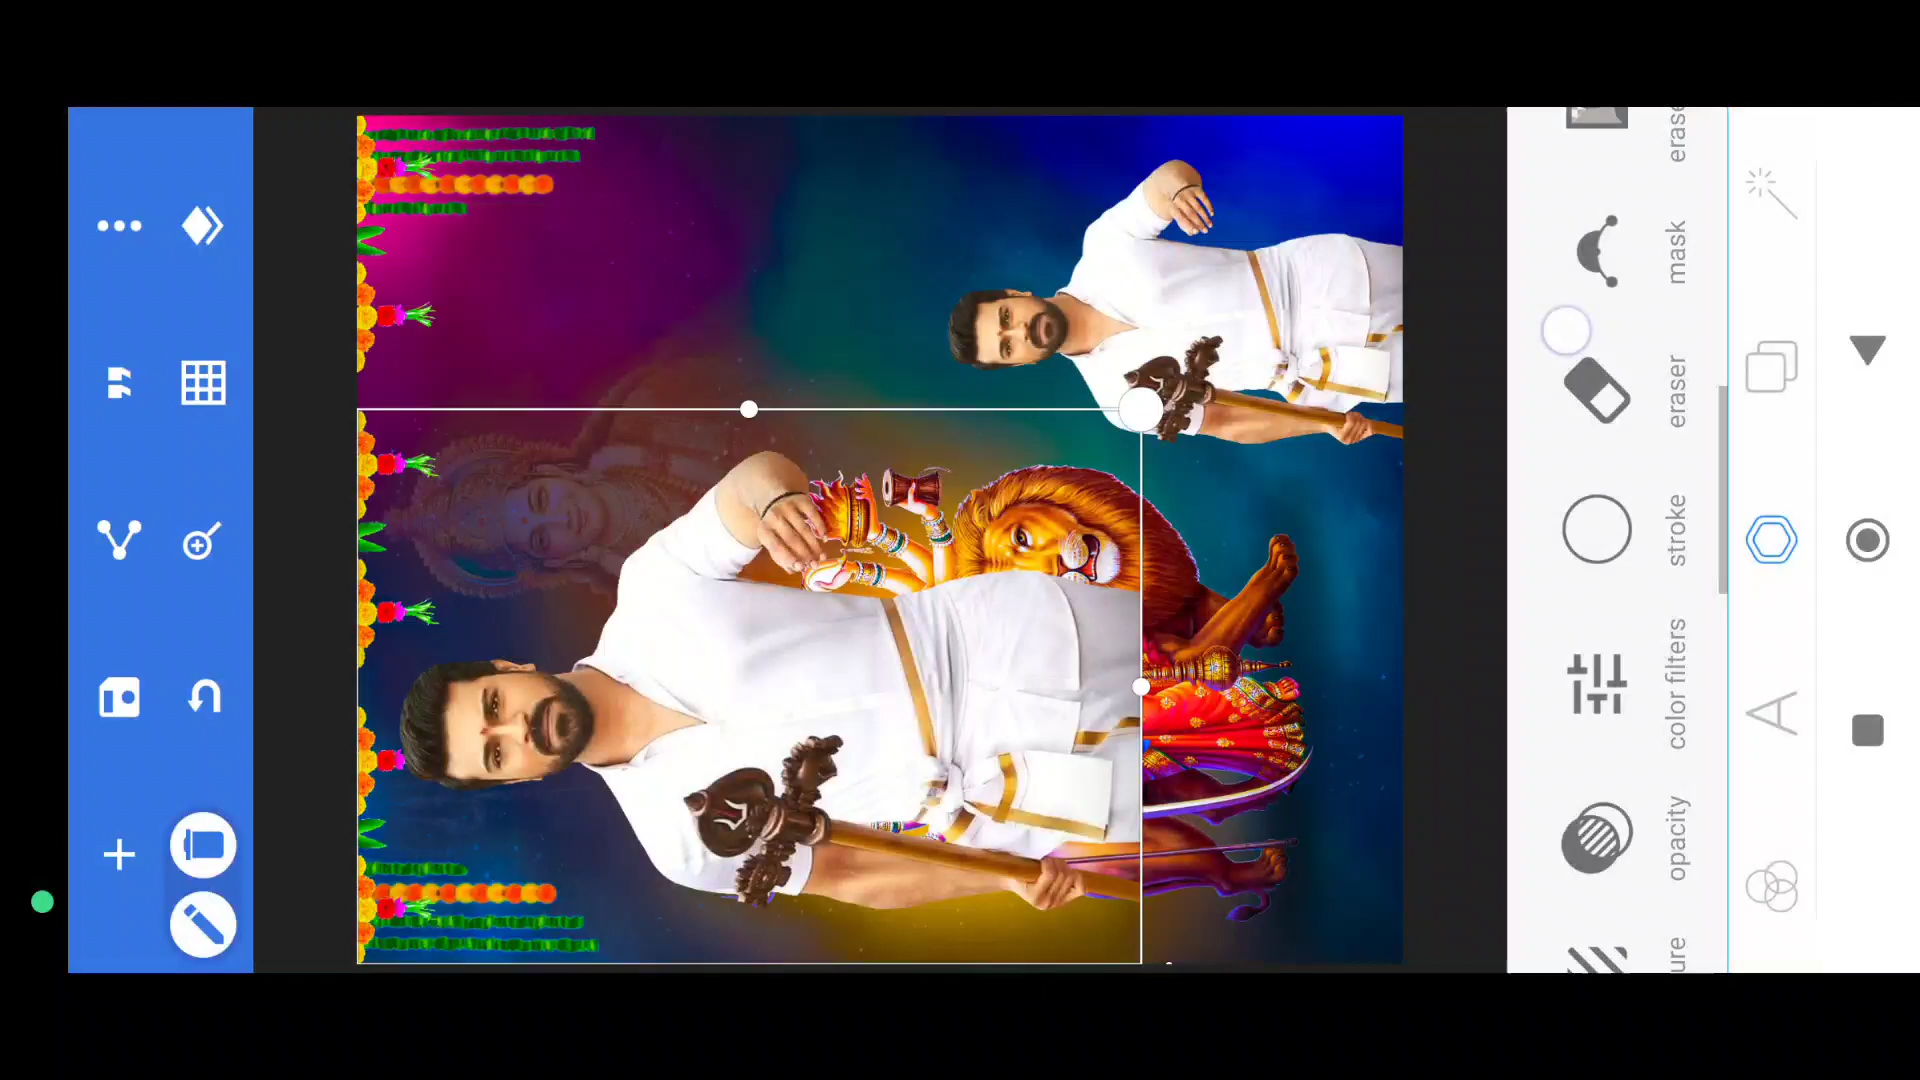 erase
mask
eraser
stroke
color filters
opacity
ure